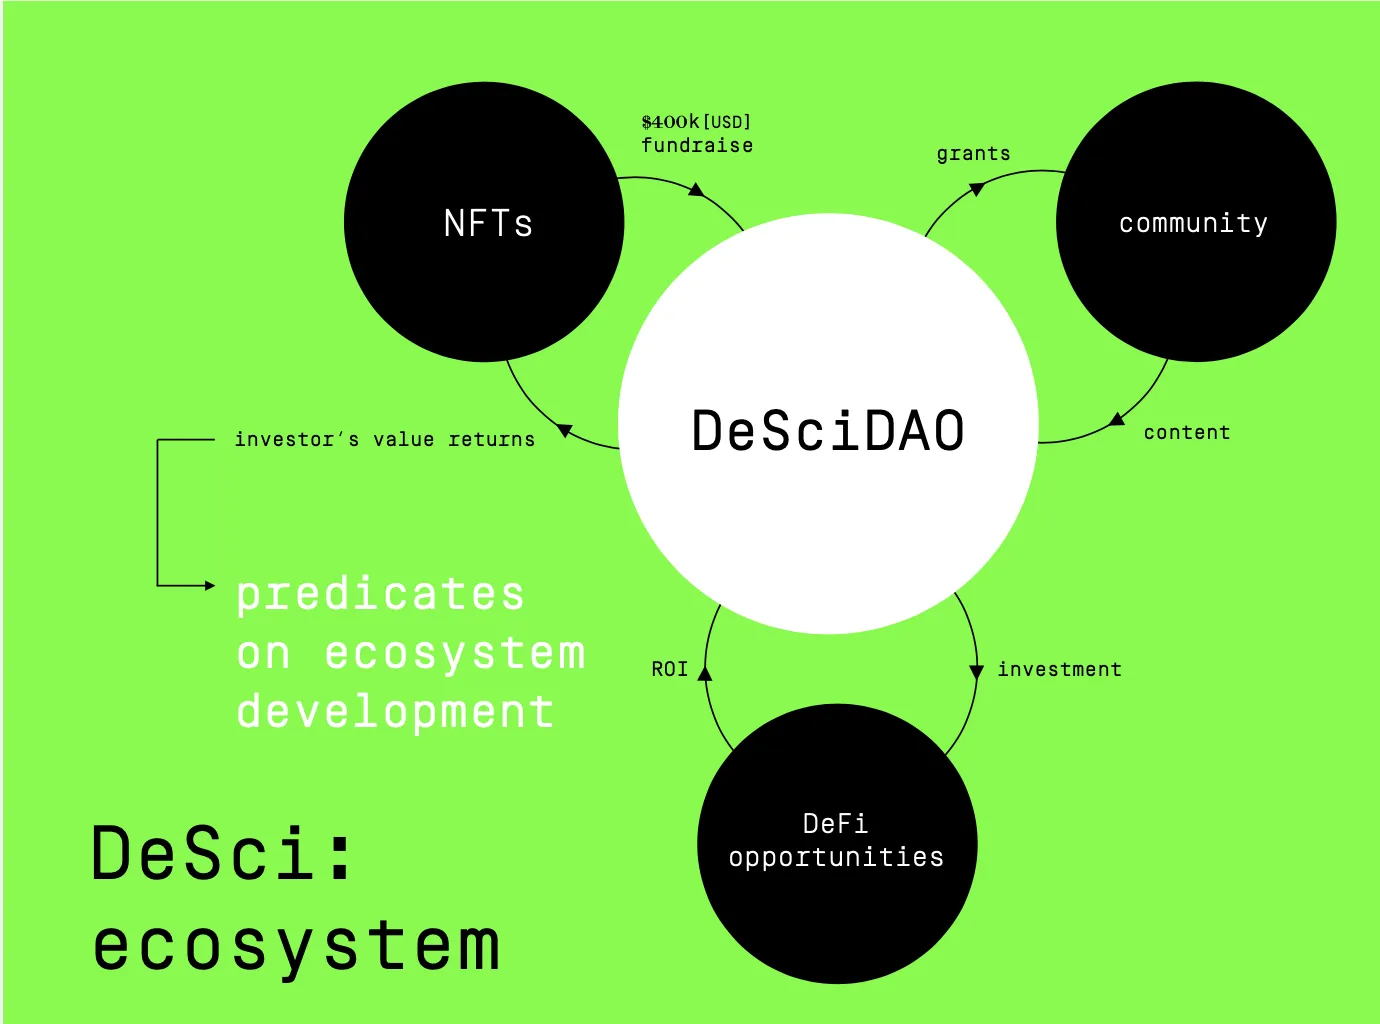 $400k[USD]
fundraise
grants
NFTs
community
DeSciDAO
investor's value returns
content
predicates
on ecosystem
development
ROI
investment
DeFi
opportunities
DeSci:
ecosystem